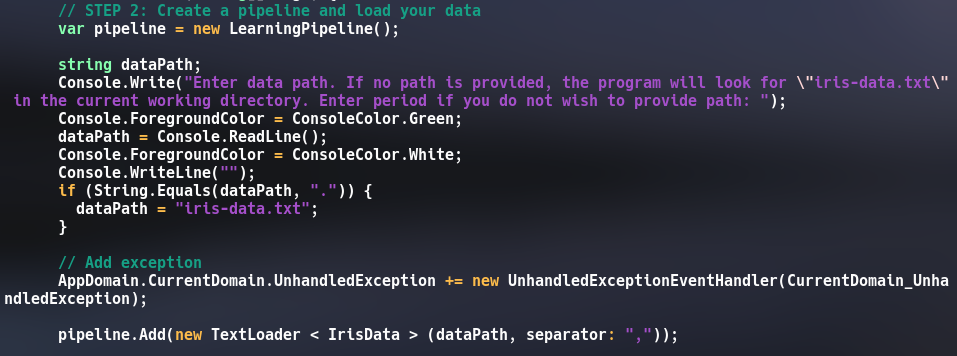 // STEP 2: Create a pipeline and load your data
var pipeline = new LearningPipeline();
string dataPath;
Console.Write("Enter data path. If no path is provided, the program will look for \"iris-data.txt\"
in the current working directory. Enter period if you do not wish to provide path: ");
Console.ForegroundColor = ConsoleColor.Green;
dataPath = Console.ReadLine();
Console.ForegroundColor = ConsoleColor.White;
Console.WriteLine("");
if (String.Equals(dataPath, ".")) {
dataPath = "iris-data.txt";
}
// Add exception
AppDomain.CurrentDomain.UnhandledException += new UnhandledExceptionEventHandler(CurrentDomain_Unha
ndledException);
pipeline.Add(new TextLoader < IrisData > (dataPath, separator: ","));